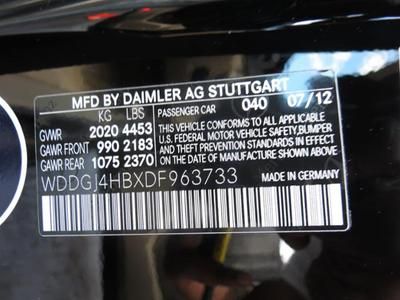 MFD BY DAIMLER AG STUTTGART
KG LBS PASSENGER CAR 040 07/12
GVWR 2020 4453 THIS VEHICLE CONFORMS TO ALL APPLICABLE
GAWR FRONT 990 2183 U.S. FEDERAL MOTOR VEHICLE SAFETY, BUMPER
GAWR REAR 1075 2370 AND THEFT PREVENTION STANDARDS IN EFFECT
ON THE DATE OF MANUFACTURE SHOWN ABOVE.
WDDGJ4HBXDF963733 MADE IN GERMANY